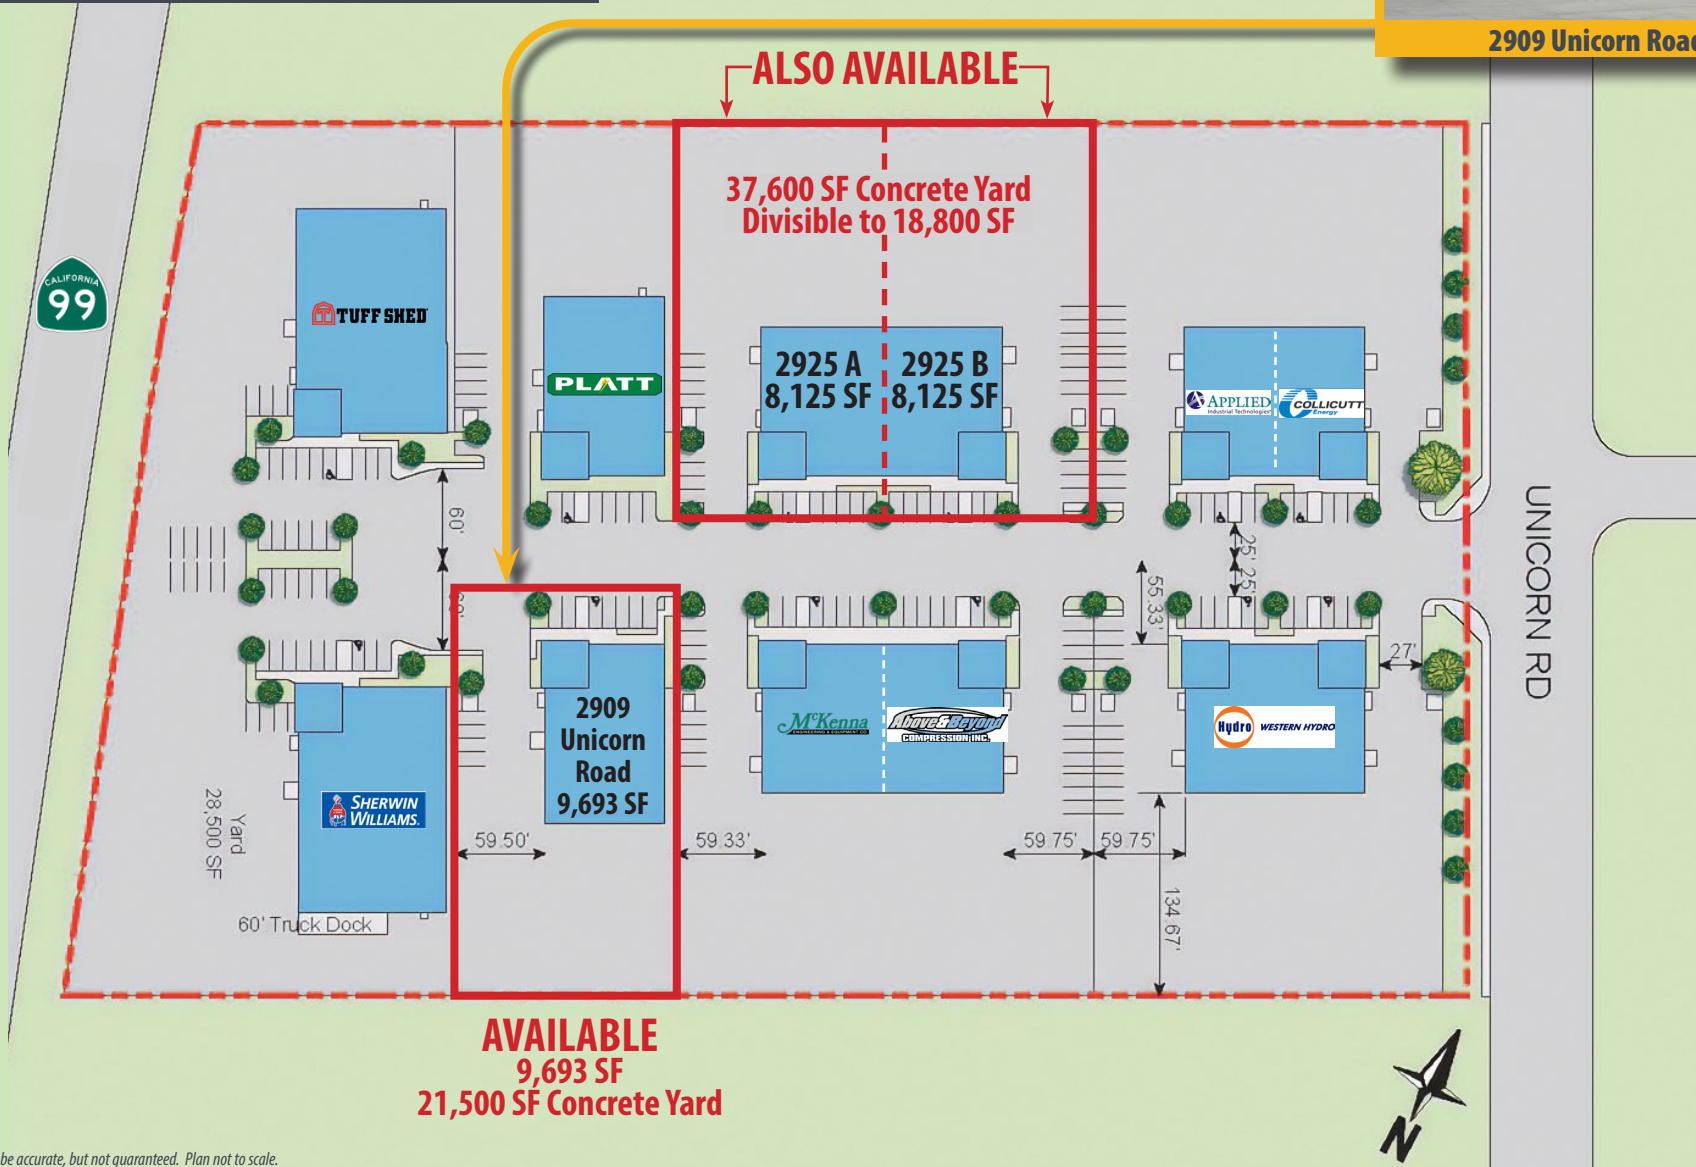 2909 Unicorn Road
ALSO AVAILABLE
37,600 SF Concrete Yard
Divisible to 18,800 SF
CALIFORNIA
99
TUFF SHED
PLATT
2925 A
8,125 SF
2925 B
8,125 SF
APPLIED
Industrial Technologies
COLLICUTT
Energy
60'
60'
25'
25'
55.33'
27'
UNICORN RD
2909
Unicorn
Road
9,693 SF
McKenna
ENGINEERING & EQUIPMENT CO.
Above & Beyond
COMPRESSION INC.
Hydro
WESTERN HYDRO
SHERWIN
WILLIAMS.
Yard
28,500 SF
59.50'
59.33'
59.75'
59.75'
134.67'
60' Truck Dock
AVAILABLE
9,693 SF
21,500 SF Concrete Yard
N
be accurate, but not guaranteed. Plan not to scale.